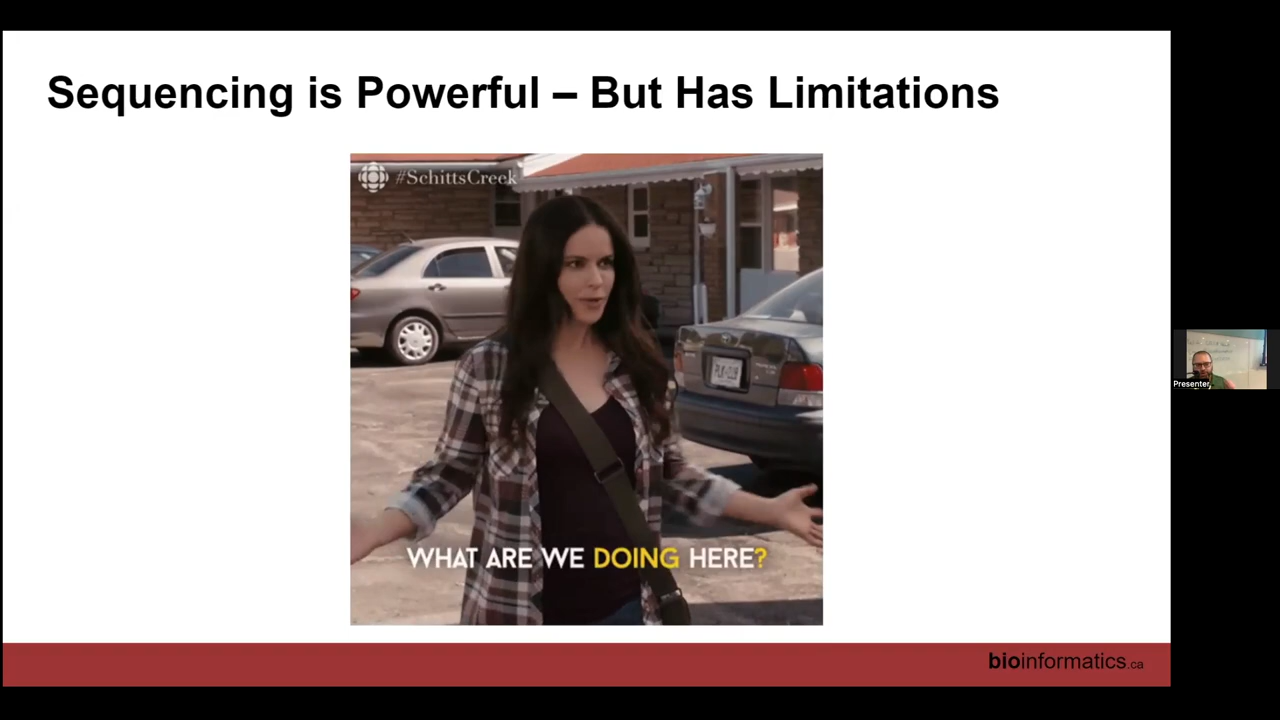 Sequencing is Powerful – But Has Limitations
#SchittsCreek
WHAT ARE WE DOING HERE?
bioinformatics.ca
Presenter